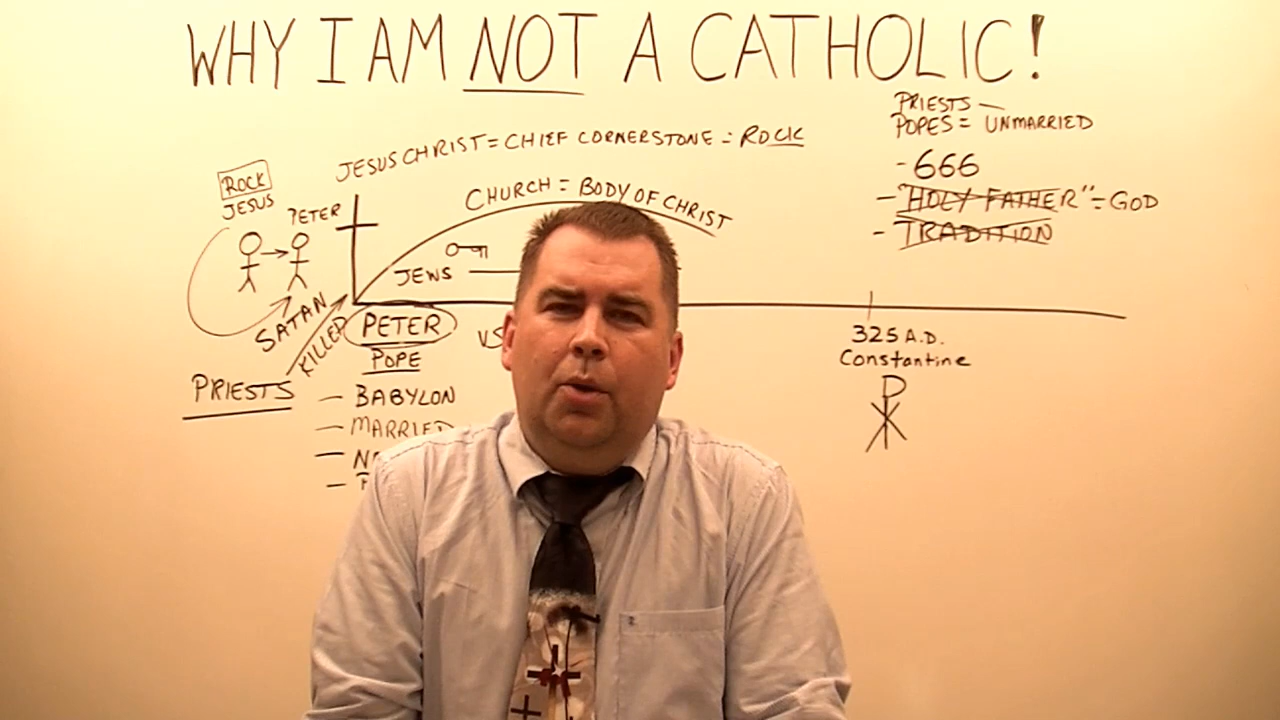 WHY I AM NOT A CATHOLIC!
PRIESTS —
POPES = UNMARRIED
- 666
- "HOLY FATHER" = GOD
- TRADITION
JESUS CHRIST = CHIEF CORNERSTONE = ROCK
CHURCH = BODY OF CHRIST
ROCK
JESUS
PETER
JEWS
SATAN
KILLED
PRIESTS
PETER
VS
POPE
- BABYLON
- MARRIED
325 A.D.
Constantine